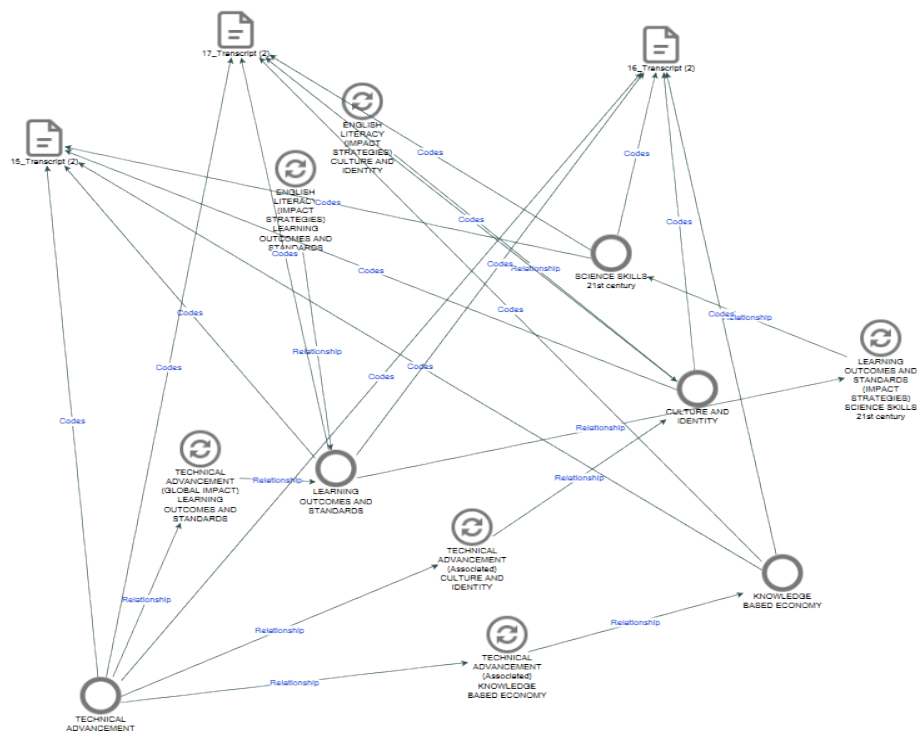 17_Transcript (2)
16_Transcript (2)
15_Transcript (2)
ENGLISH
LITERACY
(IMPACT
STRATEGIES)
CULTURE AND
IDENTITY
Codes
Codes
ENGLISH
LITERACY
(IMPACT
STRATEGIES)
LEARNING
OUTCOMES AND
STANDARDS
Codes
Codes
Codes
Codes
Codes
Codes
Relationship
SCIENCE SKILLS
21st century
Codes
Codes
Relationship
Relationship
Codes
Codes
Codes
LEARNING
OUTCOMES AND
STANDARDS
(IMPACT
STRATEGIES)
SCIENCE SKILLS
21st century
CULTURE AND
IDENTITY
Codes
Relationship
TECHNICAL
ADVANCEMENT
(GLOBAL IMPACT)
LEARNING
OUTCOMES AND
STANDARDS
Relationship
LEARNING
OUTCOMES AND
STANDARDS
Relationship
TECHNICAL
ADVANCEMENT
(Associated)
CULTURE AND
IDENTITY
KNOWLEDGE
BASED ECONOMY
Relationship
Relationship
Relationship
TECHNICAL
ADVANCEMENT
(Associated)
KNOWLEDGE
BASED ECONOMY
Relationship
TECHNICAL
ADVANCEMENT